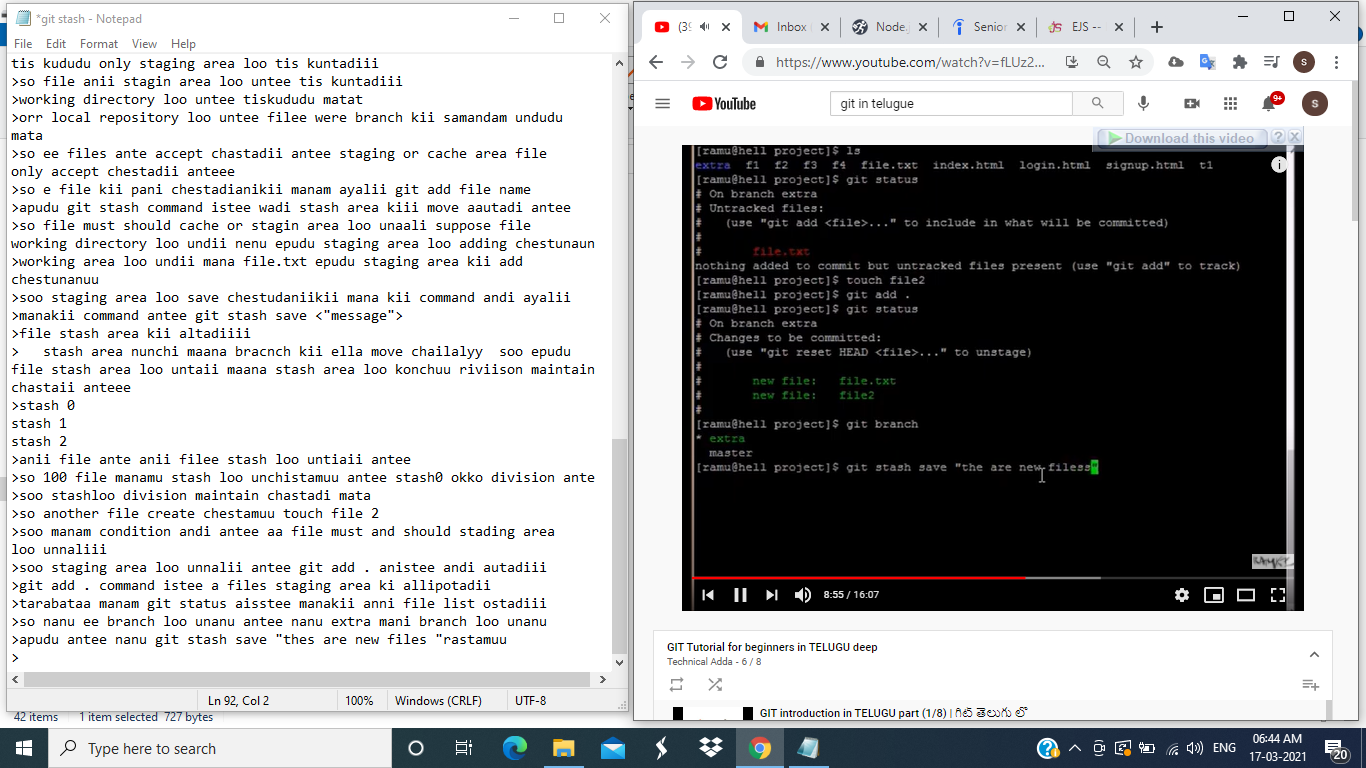 *git stash - Notepad
File Edit Format View Help
tis kududu only staging area loo tis kuntadiii
>so file anii stagin area loo untee tis kuntadiii
>working directory loo untee tiskududu matat
>orr local repository loo untee filee were branch kii samandam undudu
mata
>so ee files ante accept chastadii antee staging or cache area file
only accept chestadii anteee
>so e file kii pani chestadianikii manam ayalii git add file name
>apudu git stash command istee wadi stash area kiii move aautadi antee
>so file must should cache or stagin area loo unaali suppose file
working directory loo undii nenu epudu staging area loo adding chestunaun
>working area loo undii mana file.txt epudu staging area kii add
chestunanuu
>soo staging area loo save chestudaniikii mana kii command andi ayalii
>manakii command antee git stash save <"message">
>file stash area kii altadiiii
>   stash area nunchi maana bracnch kii ella move chailalyy  soo epudu
file stash area loo untaii maana stash area loo konchuu riviison maintain
chastaii anteee
>stash 0
stash 1
stash 2
>anii file ante anii filee stash loo untiaii antee
>so 100 file manamu stash loo unchistamuu antee stash0 okko division ante
>soo stashloo division maintain chastadi mata
>so another file create chestamuu touch file 2
>soo manam condition andi antee aa file must and should stading area
loo unnaliii
>soo staging area loo unnalii antee git add . anistee andi autadiii
>git add . command istee a files staging area ki allipotadii
>tarabataa manam git status aisstee manakii anni file list ostadiii
>so nanu ee branch loo unanu antee nanu extra mani branch loo unanu
>apudu antee nanu git stash save "thes are new files "rastamuu
>
Ln 92, Col 2 100% Windows (CRLF) UTF-8
42 items 1 item selected 727 bytes
(39 Inbox Node. Senior EJS --
https://www.youtube.com/watch?v=fLUz2...
YouTube git in telugue 9+ S
Download this video
[ramu@hell project]$ ls
extra f1 f2 f3 f4 file.txt index.html login.html signup.html t1
[ramu@hell project]$ git status
# On branch extra
# Untracked files:
#   (use "git add <file>..." to include in what will be committed)
#
#       file.txt
nothing added to commit but untracked files present (use "git add" to track)
[ramu@hell project]$ touch file2
[ramu@hell project]$ git add .
[ramu@hell project]$ git status
# On branch extra
# Changes to be committed:
#   (use "git reset HEAD <file>..." to unstage)
#
#       new file:   file.txt
#       new file:   file2
#
[ramu@hell project]$ git branch
* extra
  master
[ramu@hell project]$ git stash save "the are new filess"
8:55 / 16:07
GIT Tutorial for beginners in TELUGU deep
Technical Adda - 6 / 8
GIT introduction in TELUGU part (1/8) | గిట్ తెలుగు లో
Type here to search
ENG 06:44 AM
17-03-2021
20